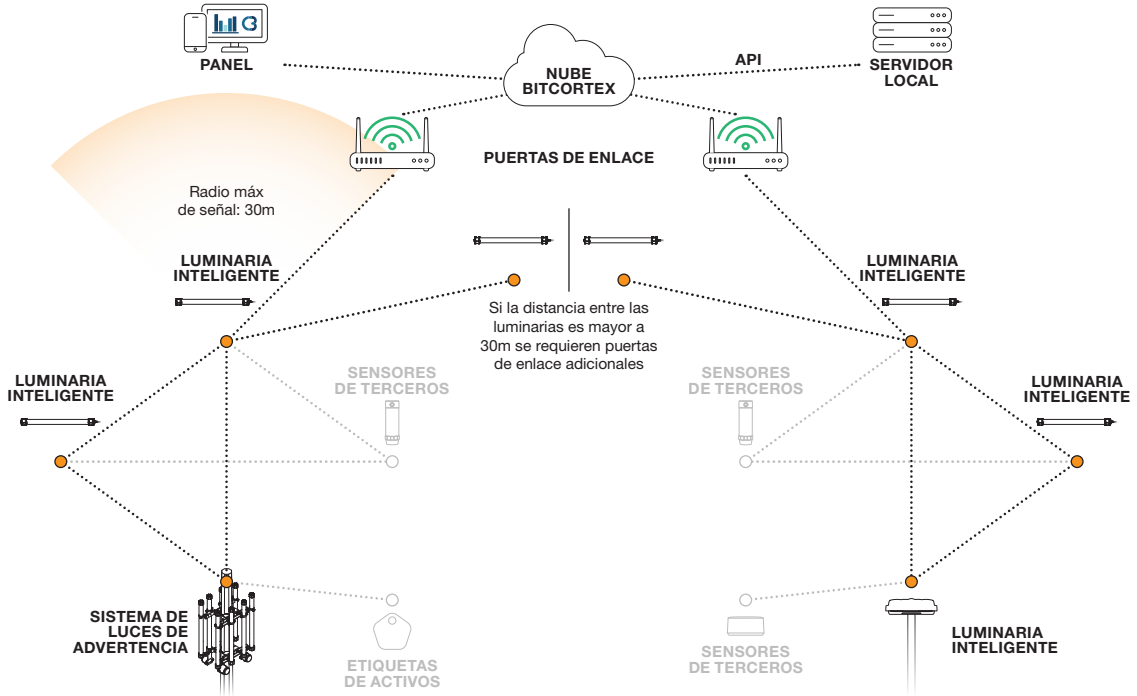 PANEL
NUBE
BITCORTEX
API
SERVIDOR
LOCAL
PUERTAS DE ENLACE
Radio máx
de señal: 30m
LUMINARIA
INTELIGENTE
LUMINARIA
INTELIGENTE
Si la distancia entre las
luminarias es mayor a
30m se requieren puertas
de enlace adicionales
LUMINARIA
INTELIGENTE
SENSORES
DE TERCEROS
SENSORES
DE TERCEROS
LUMINARIA
INTELIGENTE
SISTEMA DE
LUCES DE
ADVERTENCIA
ETIQUETAS
DE ACTIVOS
SENSORES
DE TERCEROS
LUMINARIA
INTELIGENTE